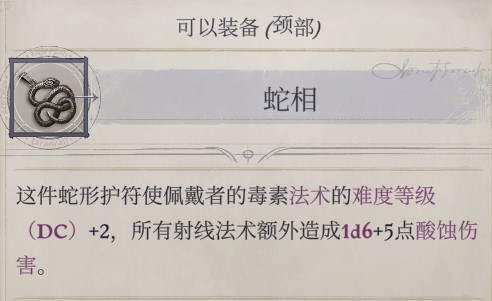 可以装备 (颈部)
蛇相
这件蛇形护符使佩戴者的毒素法术的难度等级
（DC）+2，所有射线法术额外造成1d6+5点酸蚀伤
害。